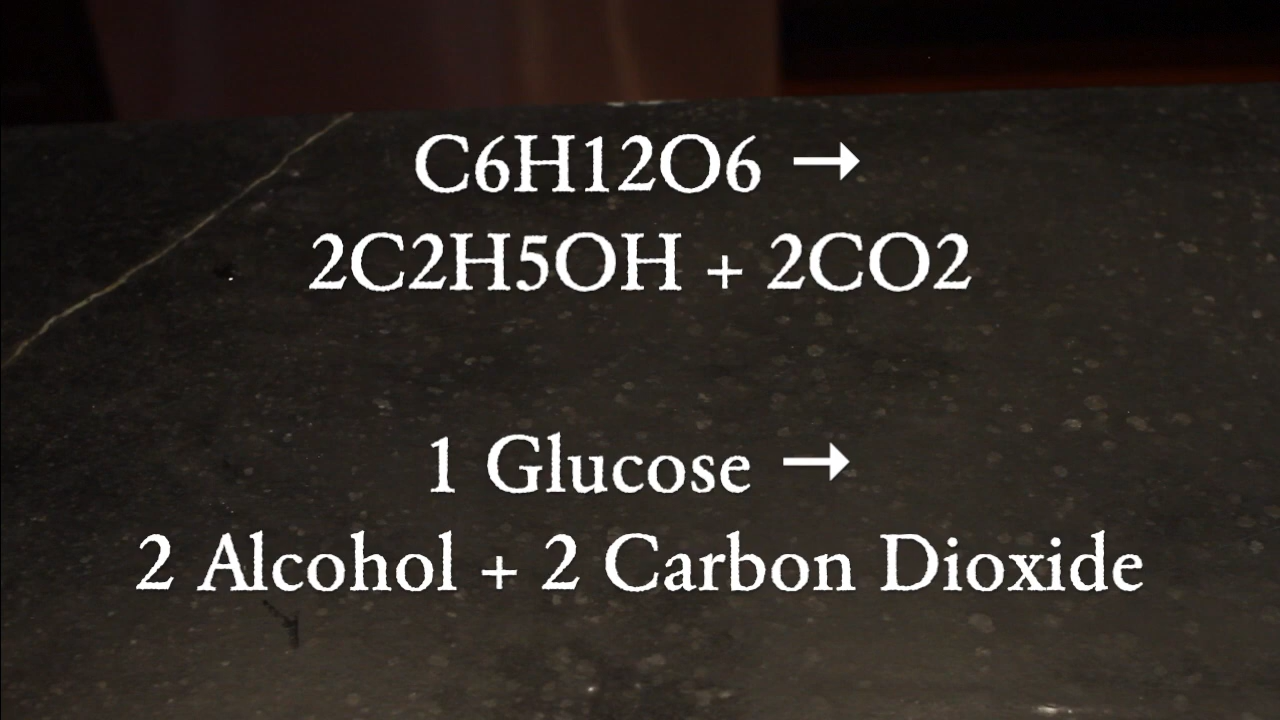 C6H12O6 →
2C2H5OH + 2CO2
1 Glucose →
2 Alcohol + 2 Carbon Dioxide